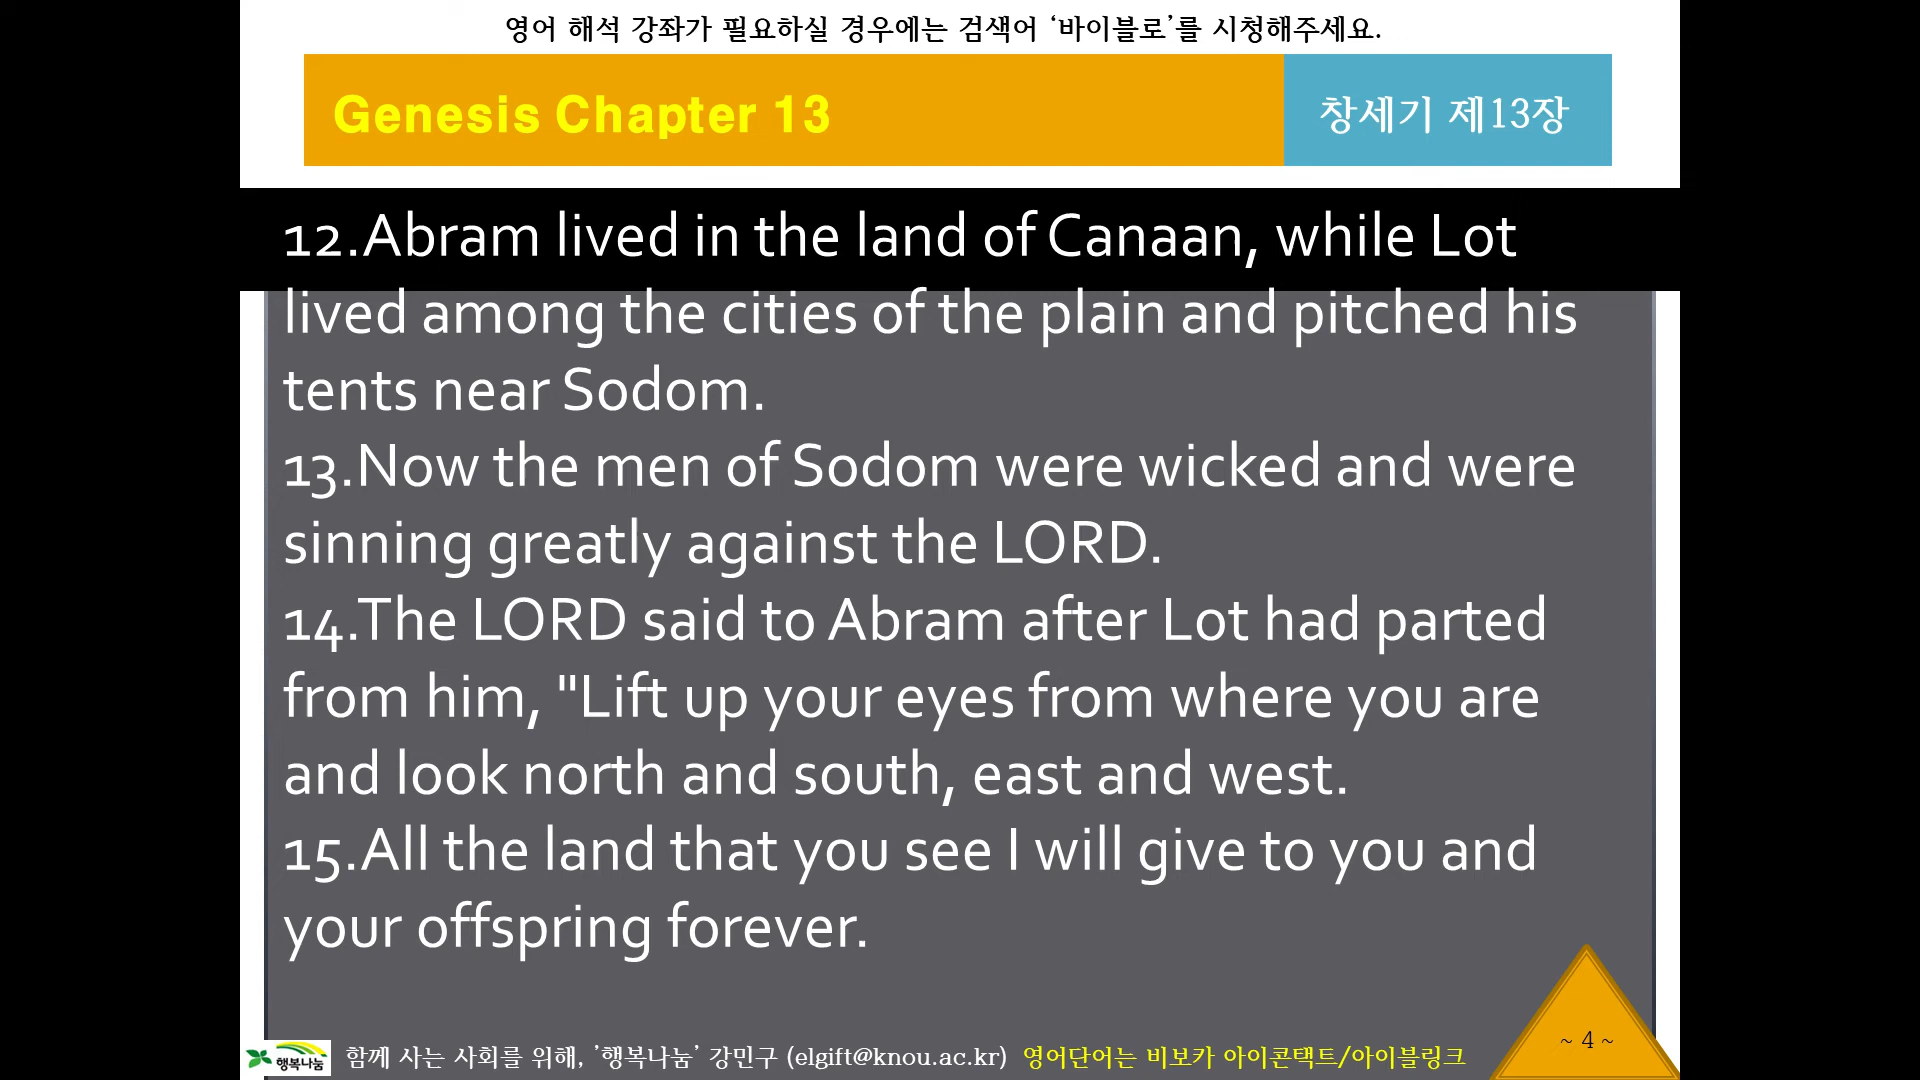 영어 해석 강좌가 필요하실 경우에는 검색어 ‘바이블로’를 시청해주세요.
Genesis Chapter 13
창세기 제13장
12.Abram lived in the land of Canaan, while Lot
lived among the cities of the plain and pitched his
tents near Sodom.
13.Now the men of Sodom were wicked and were
sinning greatly against the LORD.
14.The LORD said to Abram after Lot had parted
from him, "Lift up your eyes from where you are
and look north and south, east and west.
15.All the land that you see I will give to you and
your offspring forever.
~ 4 ~
행복나눔 함께 사는 사회를 위해, ’행복나눔’ 강민구 (elgift@knou.ac.kr) 영어단어는 비보카 아이콘택트/아이블링크